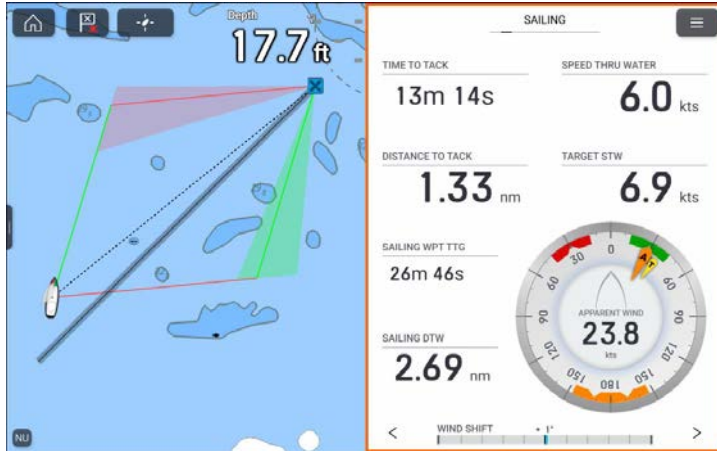 Depth
17.7 ft
NU
SAILING
TIME TO TACK
13m 14s
SPEED THRU WATER
6.0 kts
DISTANCE TO TACK
1.33 nm
TARGET STW
6.9 kts
SAILING WPT TTG
26m 46s
SAILING DTW
2.69 nm
0
30
60
60
90
90
120
120
150
150
180
A
T
APPARENT WIND
23.8
kts
WIND SHIFT
+ 1°